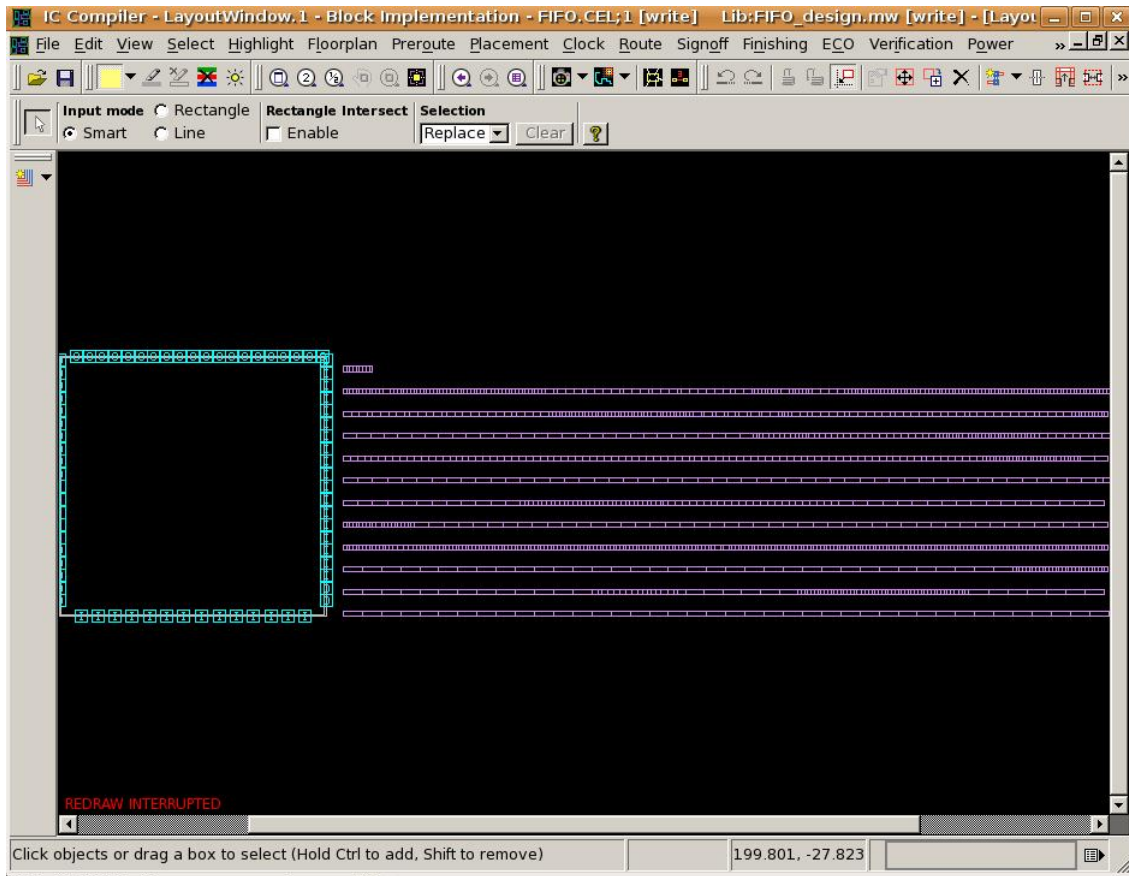 IC Compiler - LayoutWindow.1 - Block Implementation - FIFO.CEL;1 [write] Lib:FIFO_design.mw [write] - [Layou
File Edit View Select Highlight Floorplan Preroute Placement Clock Route Signoff Finishing ECO Verification Power »
Input mode Rectangle Rectangle Intersect Selection
Smart Line Enable Replace Clear
REDRAW INTERRUPTED
Click objects or drag a box to select (Hold Ctrl to add, Shift to remove) 199.801, -27.823